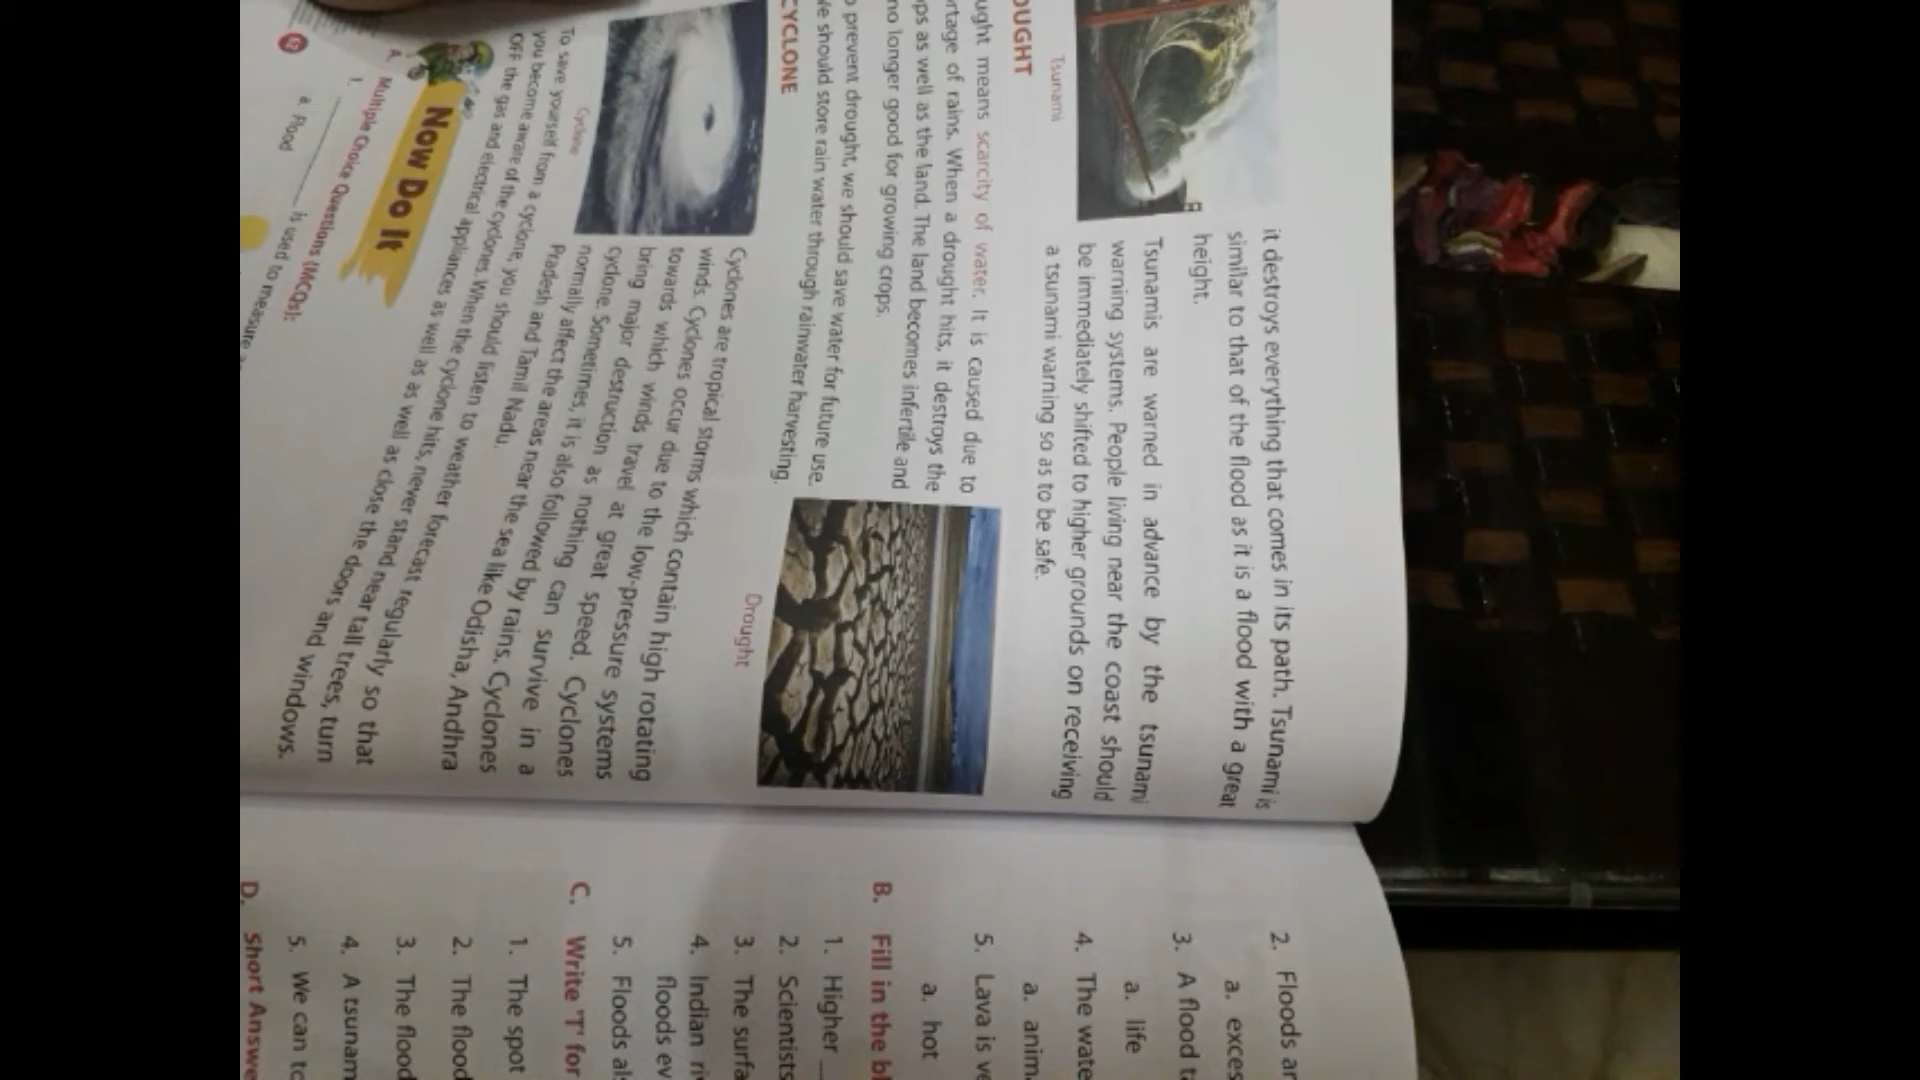 it destroys everything that comes in its path. Tsunami is
similar to that of the flood as it is a flood with a great
height.
Tsunamis are warned in advance by the tsunami
warning systems. People living near the coast should
be immediately shifted to higher grounds on receiving
a tsunami warning so as to be safe.
Tsunami
OUGHT
ught means scarcity of water. It is caused due to
rtage of rains. When a drought hits, it destroys the
ops as well as the land. The land becomes infertile and
no longer good for growing crops.
o prevent drought, we should save water for future use.
We should store rain water through rainwater harvesting.
Drought
CYCLONE
Cyclones are tropical storms which contain high rotating
winds. Cyclones occur due to the low-pressure systems
towards which winds travel at great speed. Cyclones
bring major destruction as nothing can survive in a
cyclone. Sometimes, it is also followed by rains. Cyclones
normally affect the areas near the sea like Odisha, Andhra
Pradesh and Tamil Nadu.
Cyclone
To save yourself from a cyclone, you should listen to weather forecast regularly so that
you become aware of the cyclones. When the cyclone hits, never stand near tall trees, turn
OFF the gas and electrical appliances as well as close the doors and windows.
Now Do It
A. Multiple Choice Questions (MCQs):
1. ______ is used to measure
a. Flood
52
2. Floods ar
a. exces
3. A flood ta
a. life
4. The wate
a. anim
5. Lava is ve
a. hot
B. Fill in the bl
1. Higher __
2. Scientists
3. The surfa
4. Indian riv
floods ev
5. Floods als
C. Write 'T' for
1. The spot
2. The flood
3. The flood
4. A tsunam
5. We can to
D. Short Answe